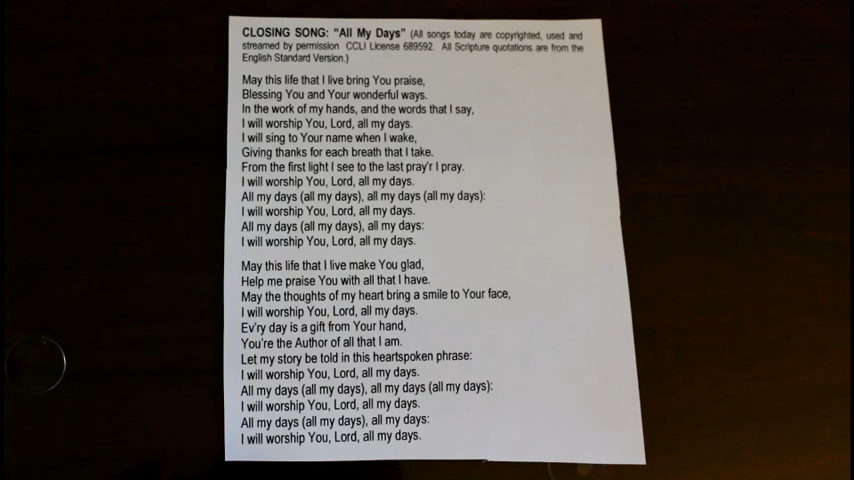 CLOSING SONG: "All My Days" (All songs today are copyrighted, used and
streamed by permission CCLI License 689592. All Scripture quotations are from the
English Standard Version.)
May this life that I live bring You praise,
Blessing You and Your wonderful ways.
In the work of my hands, and the words that I say,
I will worship You, Lord, all my days.
I will sing to Your name when I wake,
Giving thanks for each breath that I take.
From the first light I see to the last pray'r I pray.
I will worship You, Lord, all my days.
All my days (all my days), all my days (all my days):
I will worship You, Lord, all my days.
All my days (all my days), all my days:
I will worship You, Lord, all my days.
May this life that I live make You glad,
Help me praise You with all that I have.
May the thoughts of my heart bring a smile to Your face,
I will worship You, Lord, all my days.
Ev'ry day is a gift from Your hand,
You're the Author of all that I am.
Let my story be told in this heartspoken phrase:
I will worship You, Lord, all my days.
All my days (all my days), all my days (all my days):
I will worship You, Lord, all my days.
All my days (all my days), all my days:
I will worship You, Lord, all my days.